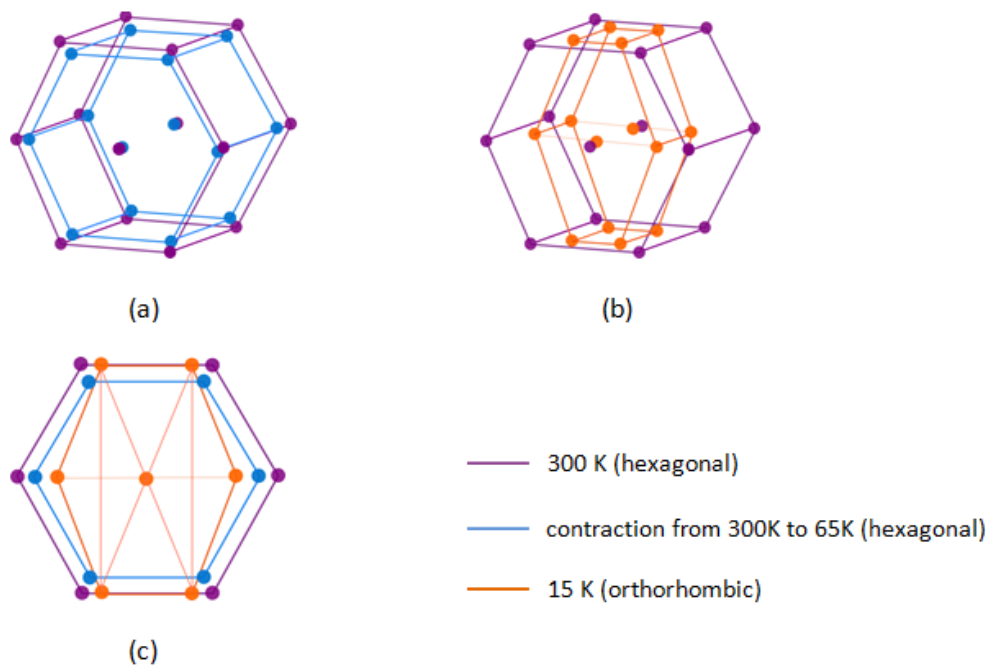 (a)
(b)
(c)
300 K (hexagonal)
contraction from 300K to 65K (hexagonal)
15 K (orthorhombic)